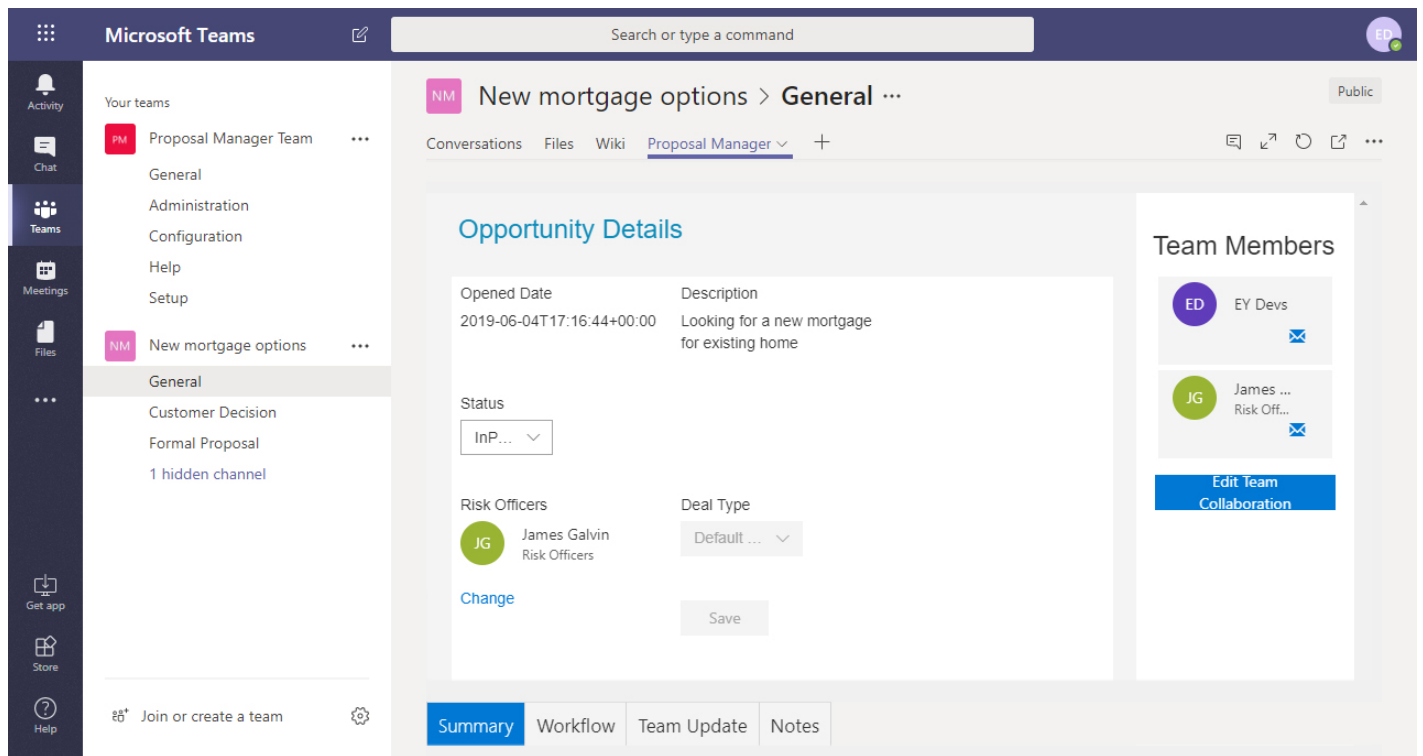 Microsoft Teams
Search or type a command
ED
Activity
Chat
Teams
Meetings
Files
Get app
Store
Help
Your teams
PM Proposal Manager Team
General
Administration
Configuration
Help
Setup
NM New mortgage options
General
Customer Decision
Formal Proposal
1 hidden channel
Join or create a team
NM New mortgage options > General ...
Public
Conversations Files Wiki Proposal Manager
Opportunity Details
Opened Date
2019-06-04T17:16:44+00:00
Description
Looking for a new mortgage
for existing home
Status
InP...
Risk Officers
JG James Galvin
Risk Officers
Change
Deal Type
Default ...
Save
Team Members
ED EY Devs
JG James ...
Risk Off...
Edit Team
Collaboration
Summary Workflow Team Update Notes